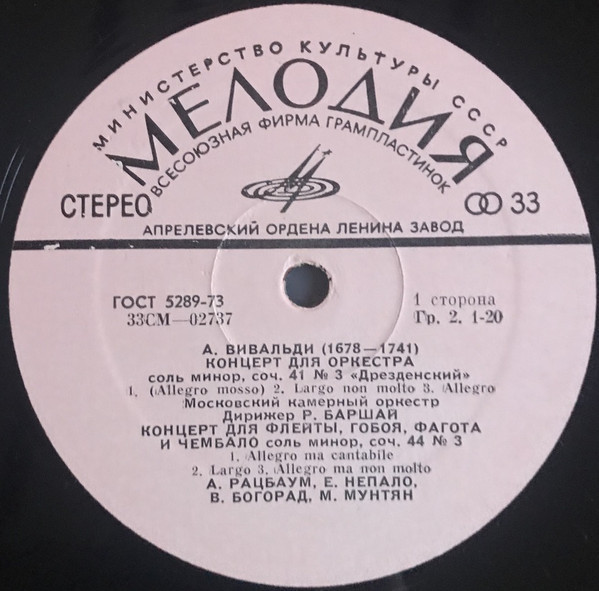 МИНИСТЕРСТВО КУЛЬТУРЫ СССР
МЕЛОДИЯ
ВСЕСОЮЗНАЯ ФИРМА ГРАМПЛАСТИНОК
СТЕРЕО
33
АПРЕЛЕВСКИЙ ОРДЕНА ЛЕНИНА ЗАВОД
ГОСТ 5289-73
33СМ—02737
1 сторона
Гр. 2. 1-20
А. ВИВАЛЬДИ (1678—1741)
КОНЦЕРТ ДЛЯ ОРКЕСТРА
соль минор, соч. 41 № 3 «Дрезденский»
1. (Allegro mosso) 2. Largo non molto 3. Allegro
Московский камерный оркестр
Дирижер Р. БАРШАЙ
КОНЦЕРТ ДЛЯ ФЛЕЙТЫ, ГОБОЯ, ФАГОТА
И ЧЕМБАЛО соль минор, соч. 44 № 3
1. Allegro ma cantabile
2. Largo 3. Allegro ma non molto
А. РАЦБАУМ, Е. НЕПАЛО,
В. БОГОРАД, М. МУНТЯН